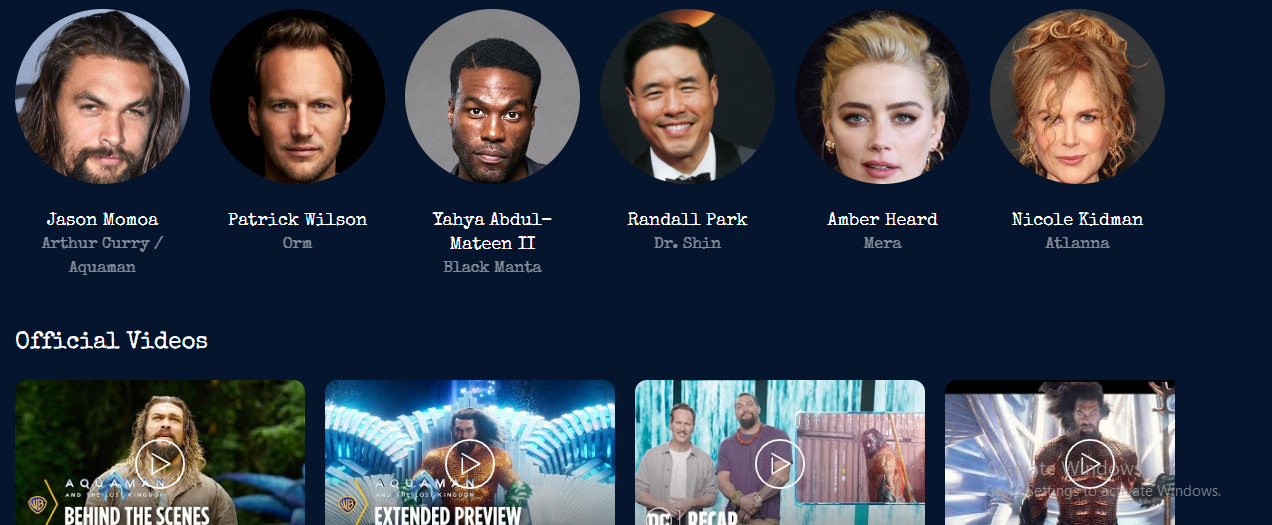 Jason Momoa
Arthur Curry /
Aquaman
Patrick Wilson
Orm
Yahya Abdul-
Mateen II
Black Manta
Randall Park
Dr. Shin
Amber Heard
Mera
Nicole Kidman
Atlanna
Official Videos
AQUAMAN
AND THE LOST KINGDOM
BEHIND THE SCENES
AQUAMAN
AND THE LOST KINGDOM
EXTENDED PREVIEW
DC
RECAP
Activate Windows
Go to Settings to activate Windows.